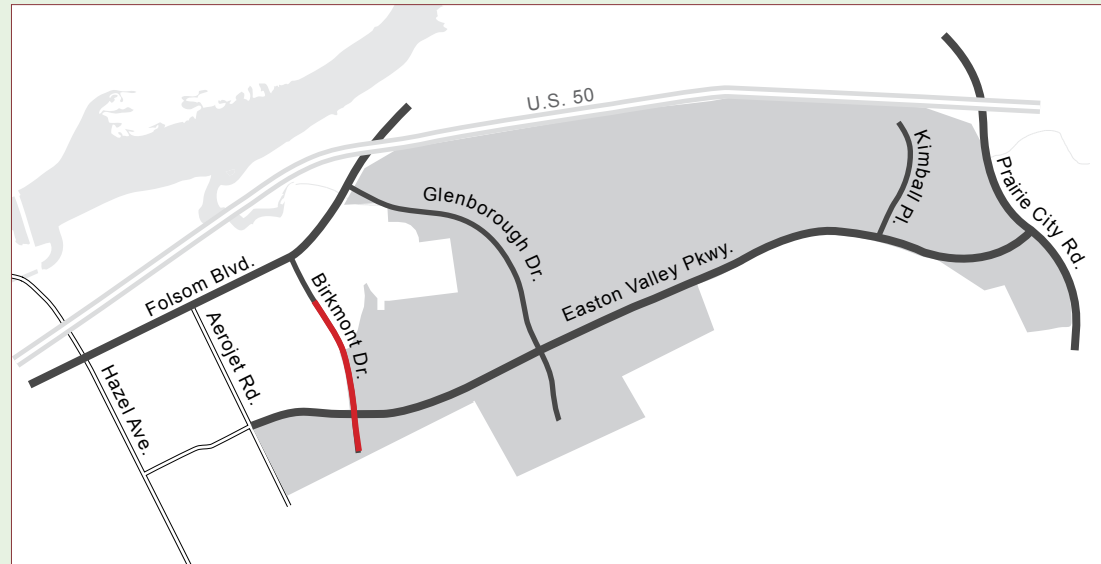 U.S. 50
Kimball Pl.
Prairie City Rd.
Glenborough Dr.
Folsom Blvd.
Birkmont Dr.
Easton Valley Pkwy.
Aerojet Rd.
Hazel Ave.